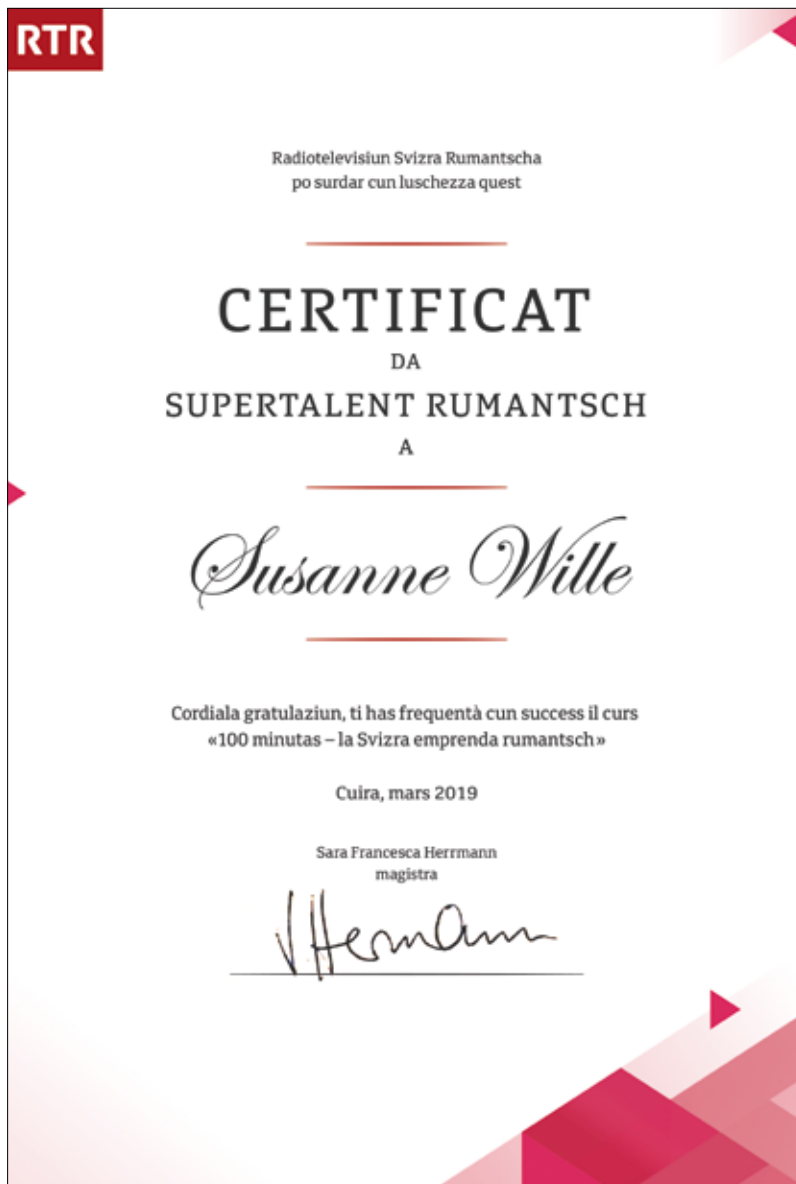 RTR
Radiotelevisiun Svizra Rumantscha
po surdar cun luschezza quest
CERTIFICAT
DA
SUPERTALENT RUMANTSCH
A
Susanne Wille
Cordiala gratulaziun, ti has frequentà cun success il curs
«100 minutas – la Svizra emprenda rumantsch»
Cuira, mars 2019
Sara Francesca Herrmann
magistra